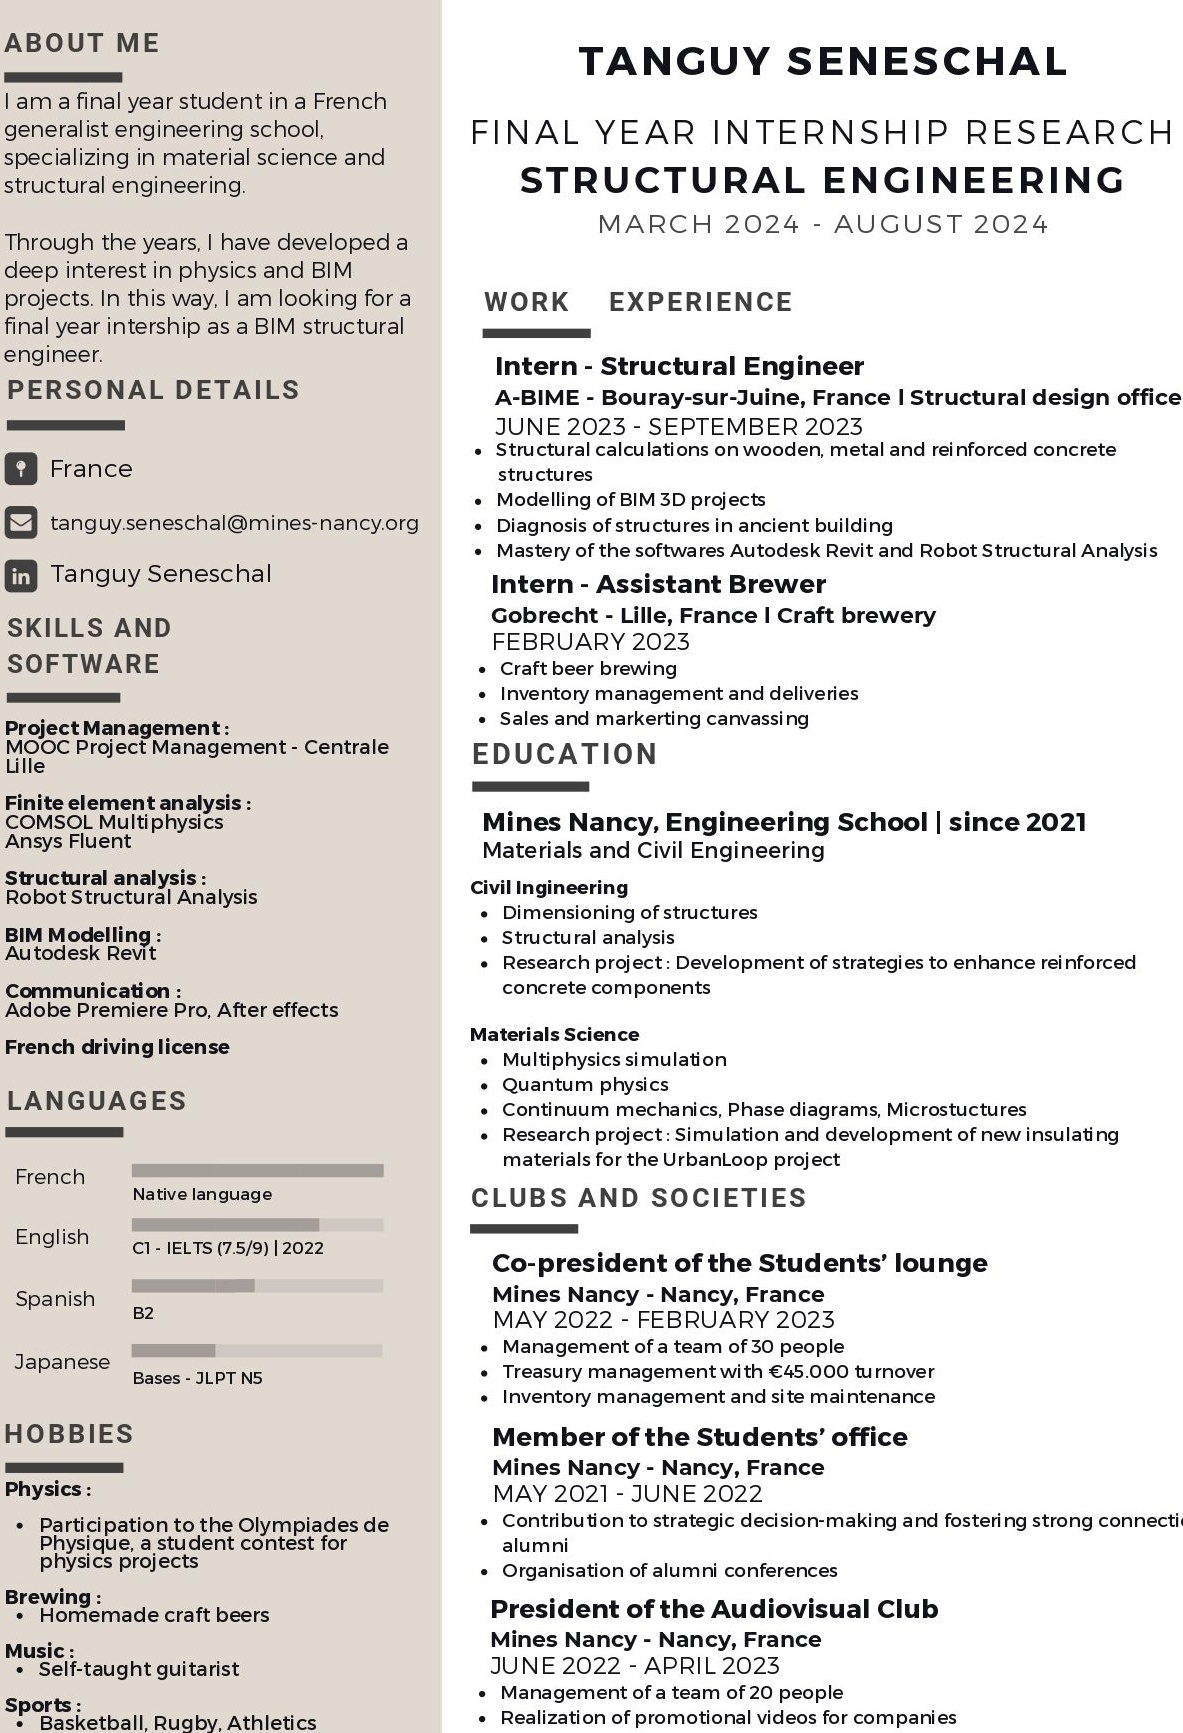 ABOUT ME
I am a final year student in a French
generalist engineering school,
specializing in material science and
structural engineering.
Through the years, I have developed a
deep interest in physics and BIM
projects. In this way, I am looking for a
final year intership as a BIM structural
engineer.
PERSONAL DETAILS
France
tanguy.seneschal@mines-nancy.org
in Tanguy Seneschal
SKILLS AND
SOFTWARE
Project Management :
MOOC Project Management - Centrale
Lille
Finite element analysis :
COMSOL Multiphysics
Ansys Fluent
Structural analysis :
Robot Structural Analysis
BIM Modelling :
Autodesk Revit
Communication :
Adobe Premiere Pro, After effects
French driving license
LANGUAGES
French
Native language
English
C1 - IELTS (7.5/9) | 2022
Spanish
B2
Japanese
Bases - JLPT N5
HOBBIES
Physics :
• Participation to the Olympiades de
Physique, a student contest for
physics projects
Brewing :
• Homemade craft beers
Music :
• Self-taught guitarist
Sports :
• Basketball, Rugby, Athletics
TANGUY SENESCHAL
FINAL YEAR INTERNSHIP RESEARCH
STRUCTURAL ENGINEERING
MARCH 2024 - AUGUST 2024
WORK EXPERIENCE
Intern - Structural Engineer
A-BIME - Bouray-sur-Juine, France l Structural design office
JUNE 2023 - SEPTEMBER 2023
• Structural calculations on wooden, metal and reinforced concrete
structures
• Modelling of BIM 3D projects
• Diagnosis of structures in ancient building
• Mastery of the softwares Autodesk Revit and Robot Structural Analysis
Intern - Assistant Brewer
Gobrecht - Lille, France l Craft brewery
FEBRUARY 2023
• Craft beer brewing
• Inventory management and deliveries
• Sales and markerting canvassing
EDUCATION
Mines Nancy, Engineering School | since 2021
Materials and Civil Engineering
Civil Ingineering
• Dimensioning of structures
• Structural analysis
• Research project : Development of strategies to enhance reinforced
concrete components
Materials Science
• Multiphysics simulation
• Quantum physics
• Continuum mechanics, Phase diagrams, Microstuctures
• Research project : Simulation and development of new insulating
materials for the UrbanLoop project
CLUBS AND SOCIETIES
Co-president of the Students’ lounge
Mines Nancy - Nancy, France
MAY 2022 - FEBRUARY 2023
• Management of a team of 30 people
• Treasury management with €45.000 turnover
• Inventory management and site maintenance
Member of the Students’ office
Mines Nancy - Nancy, France
MAY 2021 - JUNE 2022
• Contribution to strategic decision-making and fostering strong
alumni
• Organisation of alumni conferences
President of the Audiovisual Club
Mines Nancy - Nancy, France
JUNE 2022 - APRIL 2023
• Management of a team of 20 people
• Realization of promotional videos for companies